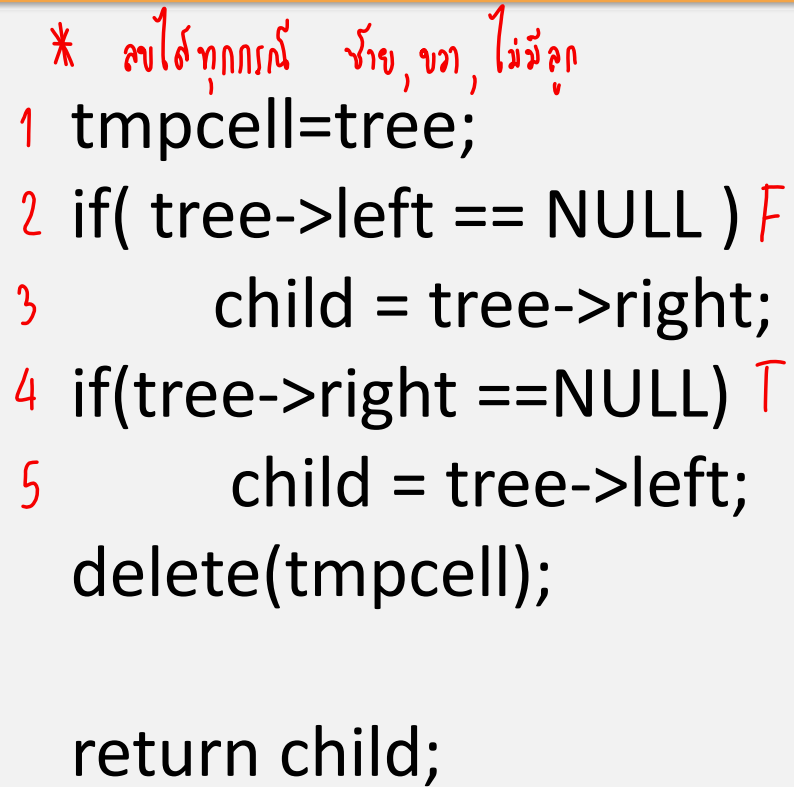 * ลบได้ทุกกรณี ซ้าย, ขวา, ไม่มีลูก
1 tmpcell=tree;
2 if( tree->left == NULL ) F
3 child = tree->right;
4 if(tree->right ==NULL) T
5 child = tree->left;
delete(tmpcell);
return child;